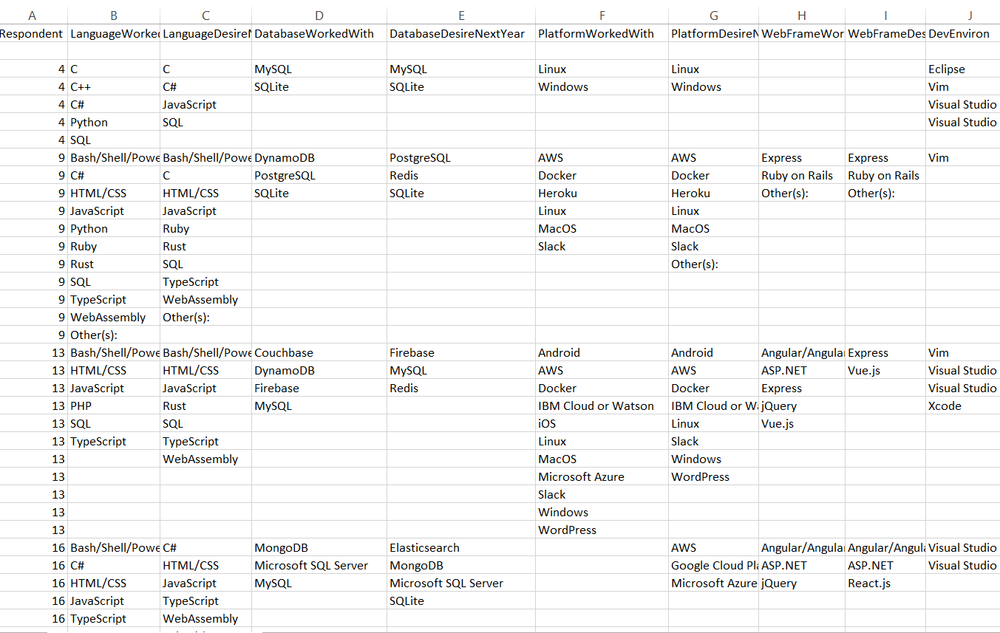 A B C D E F G H I J
Respondent LanguageWorked LanguageDesireN DatabaseWorkedWith DatabaseDesireNextYear PlatformWorkedWith PlatformDesireN WebFrameWor WebFrameDes DevEnviron
4 C C MySQL MySQL Linux Linux Eclipse
4 C++ C# SQLite SQLite Windows Windows Vim
4 C# JavaScript Visual Studio
4 Python SQL Visual Studio
4 SQL
9 Bash/Shell/Powe Bash/Shell/Powe DynamoDB PostgreSQL AWS AWS Express Express Vim
9 C# C PostgreSQL Redis Docker Docker Ruby on Rails Ruby on Rails
9 HTML/CSS HTML/CSS SQLite SQLite Heroku Heroku Other(s): Other(s):
9 JavaScript JavaScript Linux Linux
9 Python Ruby MacOS MacOS
9 Ruby Rust Slack Slack
9 Rust SQL Other(s):
9 SQL TypeScript
9 TypeScript WebAssembly
9 WebAssembly Other(s):
9 Other(s):
13 Bash/Shell/Powe Bash/Shell/Powe Couchbase Firebase Android Android Angular/Angular Express Vim
13 HTML/CSS HTML/CSS DynamoDB MySQL AWS AWS ASP.NET Vue.js Visual Studio
13 JavaScript JavaScript Firebase Redis Docker Docker Express Visual Studio
13 PHP Rust MySQL IBM Cloud or Watson IBM Cloud or Wa jQuery Xcode
13 SQL SQL iOS Linux Vue.js
13 TypeScript TypeScript Linux Slack
13 WebAssembly MacOS Windows
13 Microsoft Azure WordPress
13 Slack
13 Windows
13 WordPress
16 Bash/Shell/Powe C# MongoDB Elasticsearch AWS Angular/Angular Angular/Angula Visual Studio
16 C# HTML/CSS Microsoft SQL Server MongoDB Google Cloud Pla ASP.NET ASP.NET Visual Studio
16 HTML/CSS JavaScript MySQL Microsoft SQL Server Microsoft Azure jQuery React.js
16 JavaScript TypeScript SQLite
16 TypeScript WebAssembly